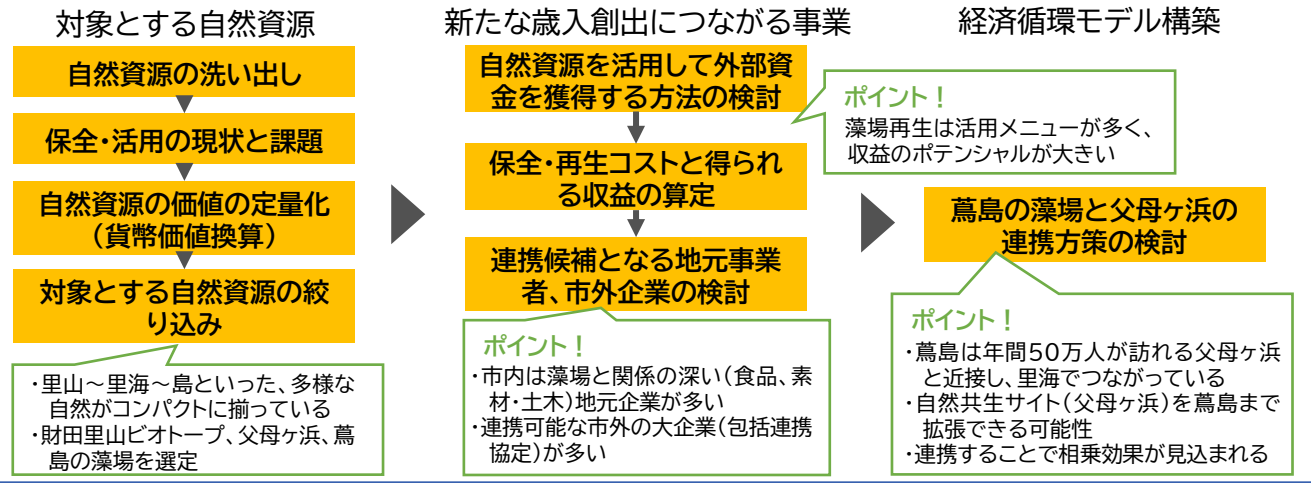 対象とする自然資源
自然資源の洗い出し
保全・活用の現状と課題
自然資源の価値の定量化
(貨幣価値換算)
対象とする自然資源の絞
り込み
・里山～里海～島といった、多様な
自然がコンパクトに揃っている
・財田里山ビオトープ、父母ヶ浜、蔦
島の藻場を選定
新たな歳入創出につながる事業
自然資源を活用して外部資
金を獲得する方法の検討
ポイント！
藻場再生は活用メニューが多く、
収益のポテンシャルが大きい
保全・再生コストと得られ
る収益の算定
連携候補となる地元事業
者、市外企業の検討
ポイント！
・市内は藻場と関係の深い(食品、素
材・土木)地元企業が多い
・連携可能な市外の大企業(包括連携
協定)が多い
経済循環モデル構築
蔦島の藻場と父母ヶ浜の
連携方策の検討
ポイント！
・蔦島は年間50万人が訪れる父母ヶ浜
と近接し、里海でつながっている
・自然共生サイト(父母ヶ浜)を蔦島まで
拡張できる可能性
・連携することで相乗効果が見込まれる